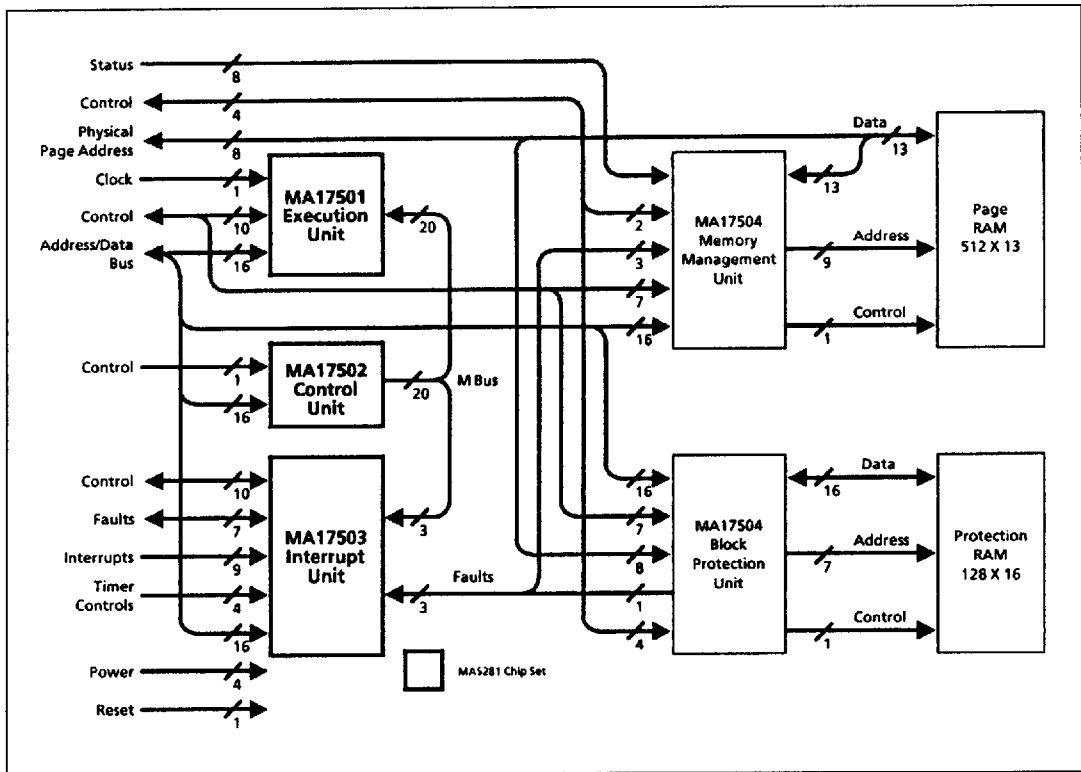 Status
8
Control
4
Physical
Page Address
8
Clock
1
Control
10
Address/Data
Bus
16
MA17501
Execution
Unit
20
Control
1
16
MA17502
Control
Unit
20
M Bus
Control
10
Faults
7
Interrupts
9
Timer
Controls
4
16
Power
4
Reset
1
MA17503
Interrupt
Unit
3
Faults
3
1
MAS281 Chip Set
2
3
7
16
MA17504
Memory
Management
Unit
Data
13
13
Address
9
Control
1
Page
RAM
512 X 13
16
7
8
4
MA17504
Block
Protection
Unit
Data
16
Address
7
Control
1
Protection
RAM
128 X 16